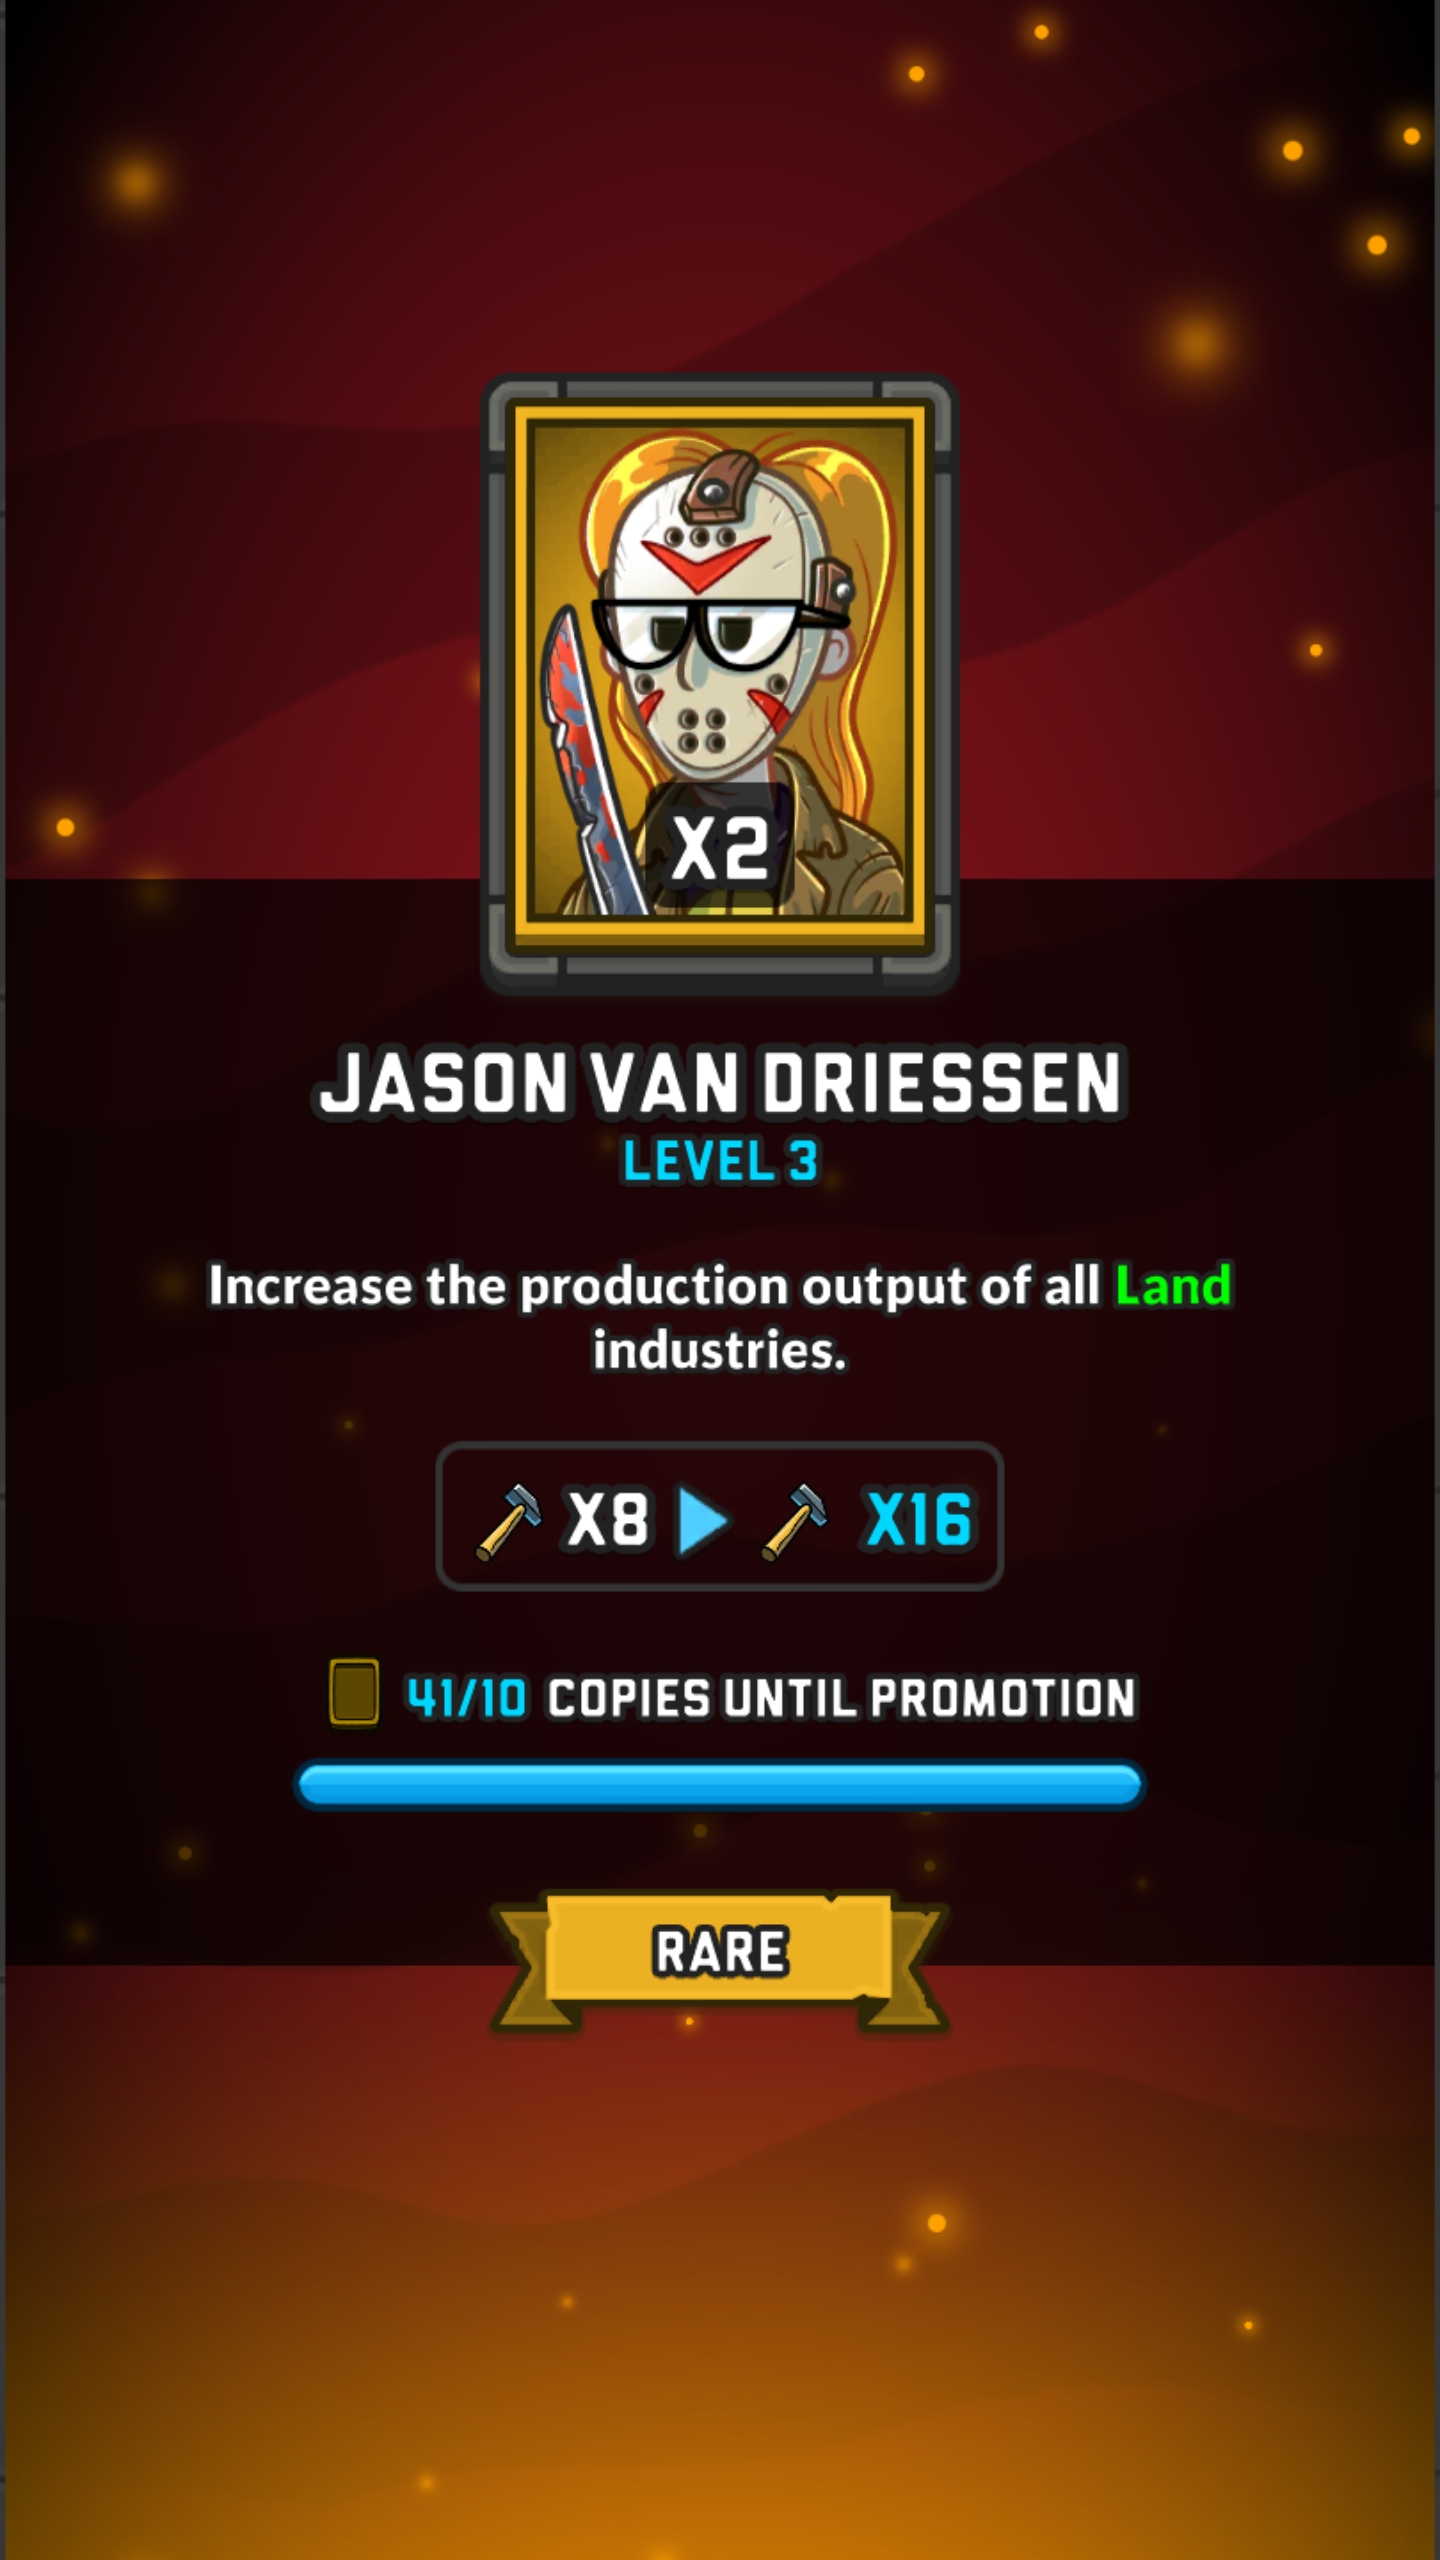 X2
JASON VAN DRIESSEN
LEVEL 3
Increase the production output of all Land
industries.
X8 X16
41/10 COPIES UNTIL PROMOTION
RARE